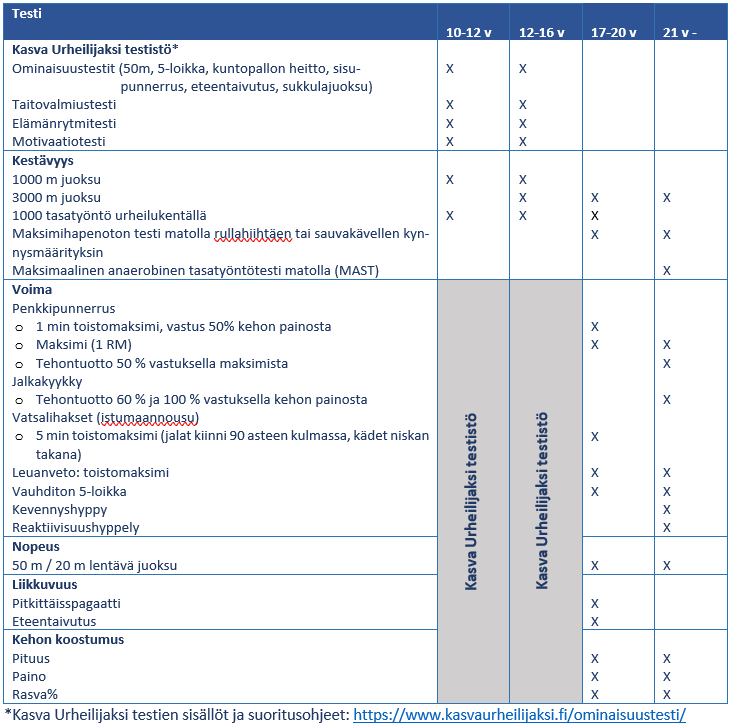 Testi
10-12 v 12-16 v 17-20 v 21 v -
Kasva Urheilijaksi testistö*
Ominaisuustestit (50m, 5-loikka, kuntopallon heitto, sisu- X X
punnerrus, eteentaivutus, sukkulajuoksu)
Taitovalmiustesti X X
Elämänrytmitesti X X
Motivaatiotesti X X
Kestävyys
1000 m juoksu X X
3000 m juoksu X X X
1000 tasatyöntö urheilukentällä X X X
Maksimihapenoton testi matolla rullahiihtäen tai sauvakävellen kyn- X X
nysmäärityksin
Maksimaalinen anaerobinen tasatyöntötesti matolla (MAST) X
Voima
Penkkipunnerrus
o 1 min toistomaksimi, vastus 50% kehon painosta X
o Maksimi (1 RM) X X
o Tehontuotto 50 % vastuksella maksimista X
Jalkakyykky
o Tehontuotto 60 % ja 100 % vastuksella kehon painosta X
Vatsalihakset (istumaannousu)
o 5 min toistomaksimi (jalat kiinni 90 asteen kulmassa, kädet niskan X
takana)
Leuanveto: toistomaksimi X X
Vauhditon 5-loikka X X
Kevennyshyppy X
Reaktiivisuushyppely X
Kasva Urheilijaksi testistö
Kasva Urheilijaksi testistö
Nopeus
50 m / 20 m lentävä juoksu X X
Liikkuvuus
Pitkittäisspagaatti X
Eteentaivutus X
Kehon koostumus
Pituus X X
Paino X X
Rasva% X X
*Kasva Urheilijaksi testien sisällöt ja suoritusohjeet: https://www.kasvaurheilijaksi.fi/ominaisuustesti/